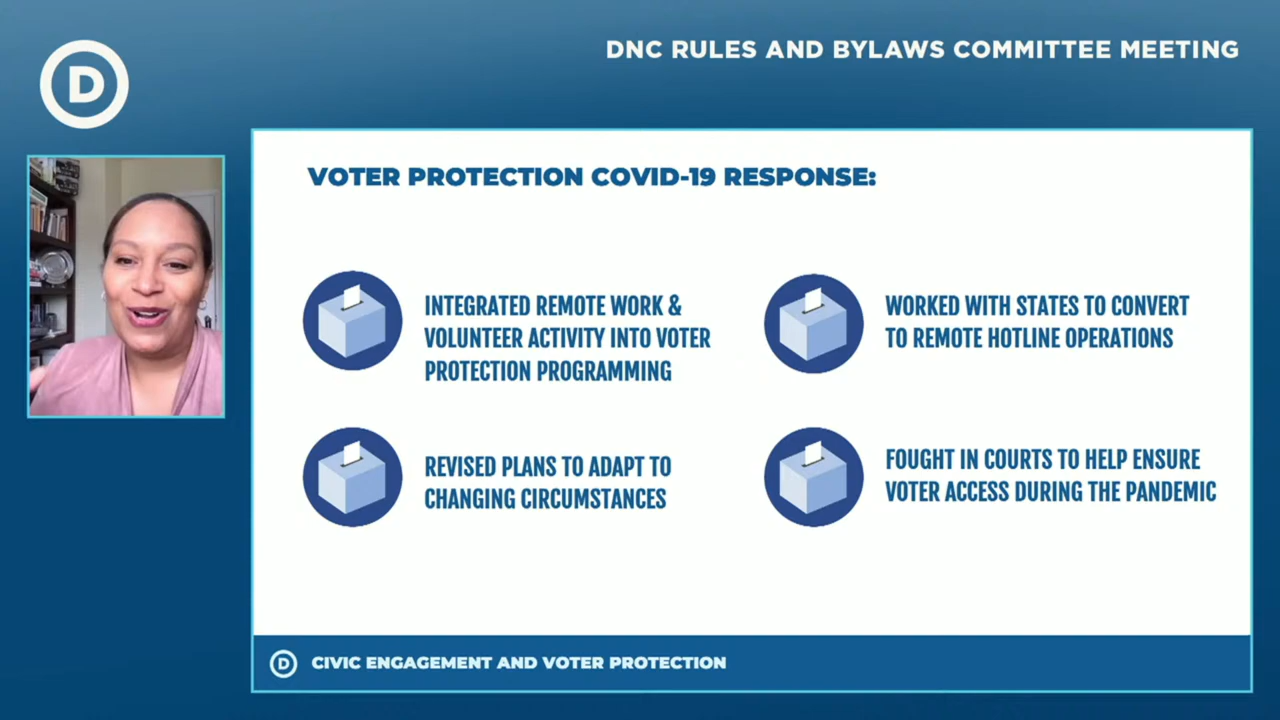 D
DNC RULES AND BYLAWS COMMITTEE MEETING
VOTER PROTECTION COVID-19 RESPONSE:
INTEGRATED REMOTE WORK &
VOLUNTEER ACTIVITY INTO VOTER
PROTECTION PROGRAMMING
WORKED WITH STATES TO CONVERT
TO REMOTE HOTLINE OPERATIONS
REVISED PLANS TO ADAPT TO
CHANGING CIRCUMSTANCES
FOUGHT IN COURTS TO HELP ENSURE
VOTER ACCESS DURING THE PANDEMIC
D CIVIC ENGAGEMENT AND VOTER PROTECTION